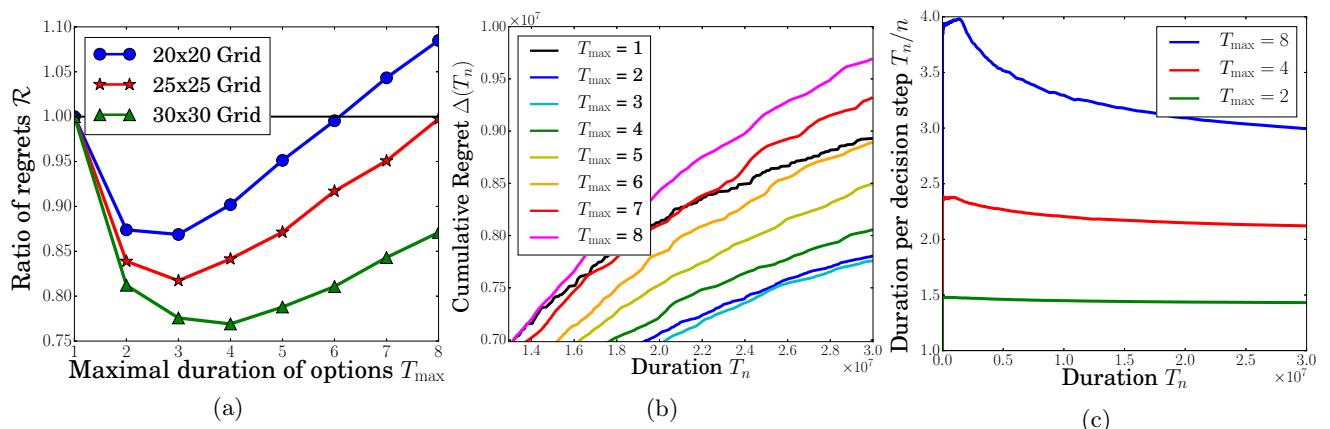 1.10
1.05
1.00
0.95
0.90
0.85
0.80
0.75
Ratio of regrets ℛ
20x20 Grid
25x25 Grid
30x30 Grid
1 2 3 4 5 6 7 8
Maximal duration of options T_max
(a)
1.00 ×10^7
0.95
0.90
0.85
0.80
0.75
0.70
Cumulative Regret Δ(T_n)
T_max = 1
T_max = 2
T_max = 3
T_max = 4
T_max = 5
T_max = 6
T_max = 7
T_max = 8
1.4 1.6 1.8 2.0 2.2 2.4 2.6 2.8 3.0
×10^7
Duration T_n
(b)
4.0
3.5
3.0
2.5
2.0
1.5
1.0
Duration per decision step T_n/n
T_max = 8
T_max = 4
T_max = 2
0.0 0.5 1.0 1.5 2.0 2.5 3.0
×10^7
Duration T_n
(c)